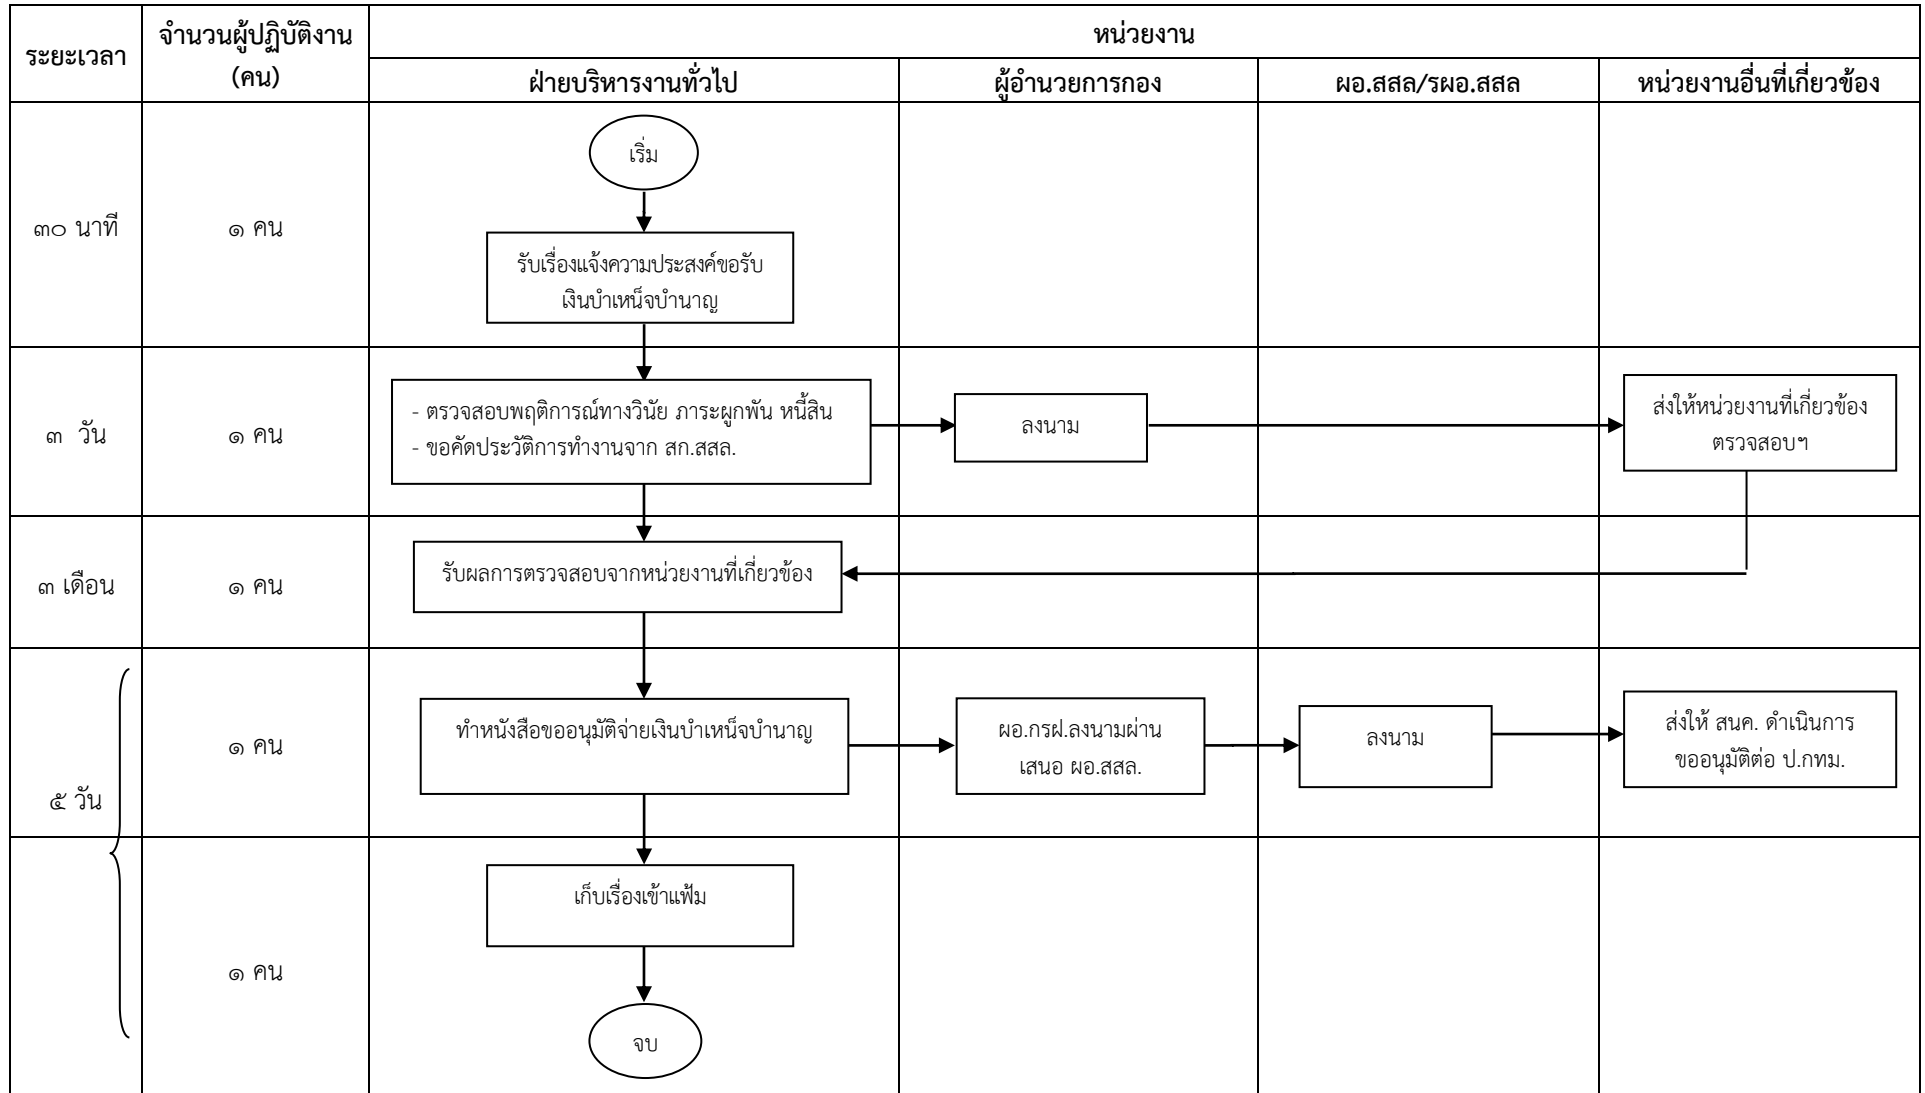 ระยะเวลา
จำนวนผู้ปฏิบัติงาน
(คน)
หน่วยงาน
ฝ่ายบริหารงานทั่วไป
ผู้อำนวยการกอง
ผอ.สสล/รผอ.สสล
หน่วยงานอื่นที่เกี่ยวข้อง
๓๐ นาที
๑ คน
เริ่ม
รับเรื่องแจ้งความประสงค์ขอรับ
เงินบำเหน็จบำนาญ
๓ วัน
๑ คน
- ตรวจสอบพฤติการณ์ทางวินัย ภาระผูกพัน หนี้สิน
- ขอคัดประวัติการทำงานจาก สก.สสล.
ลงนาม
ส่งให้หน่วยงานที่เกี่ยวข้อง
ตรวจสอบฯ
๓ เดือน
๑ คน
รับผลการตรวจสอบจากหน่วยงานที่เกี่ยวข้อง
๕ วัน
๑ คน
ทำหนังสือขออนุมัติจ่ายเงินบำเหน็จบำนาญ
ผอ.กรฝ.ลงนามผ่าน
เสนอ ผอ.สสล.
ลงนาม
ส่งให้ สนค. ดำเนินการ
ขออนุมัติต่อ ป.กทม.
๑ คน
เก็บเรื่องเข้าแฟ้ม
จบ